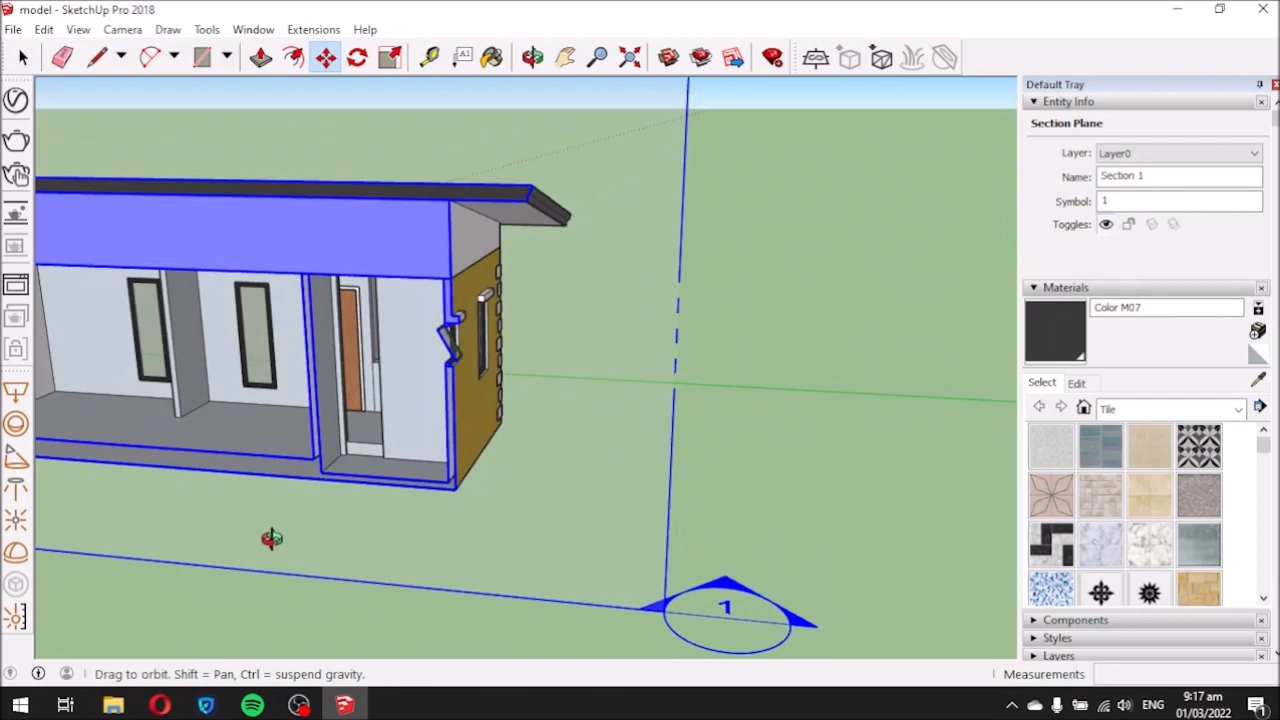 model - SketchUp Pro 2018
File Edit View Camera Draw Tools Window Extensions Help
A1
Default Tray
Entity Info
Section Plane
Layer: Layer0
Name: Section 1
Symbol: 1
Toggles:
Materials
Color M07
Select Edit
Tile
1
Components
Styles
Layers
Drag to orbit. Shift = Pan, Ctrl = suspend gravity.
Measurements
ENG
9:17 am
01/03/2022
1